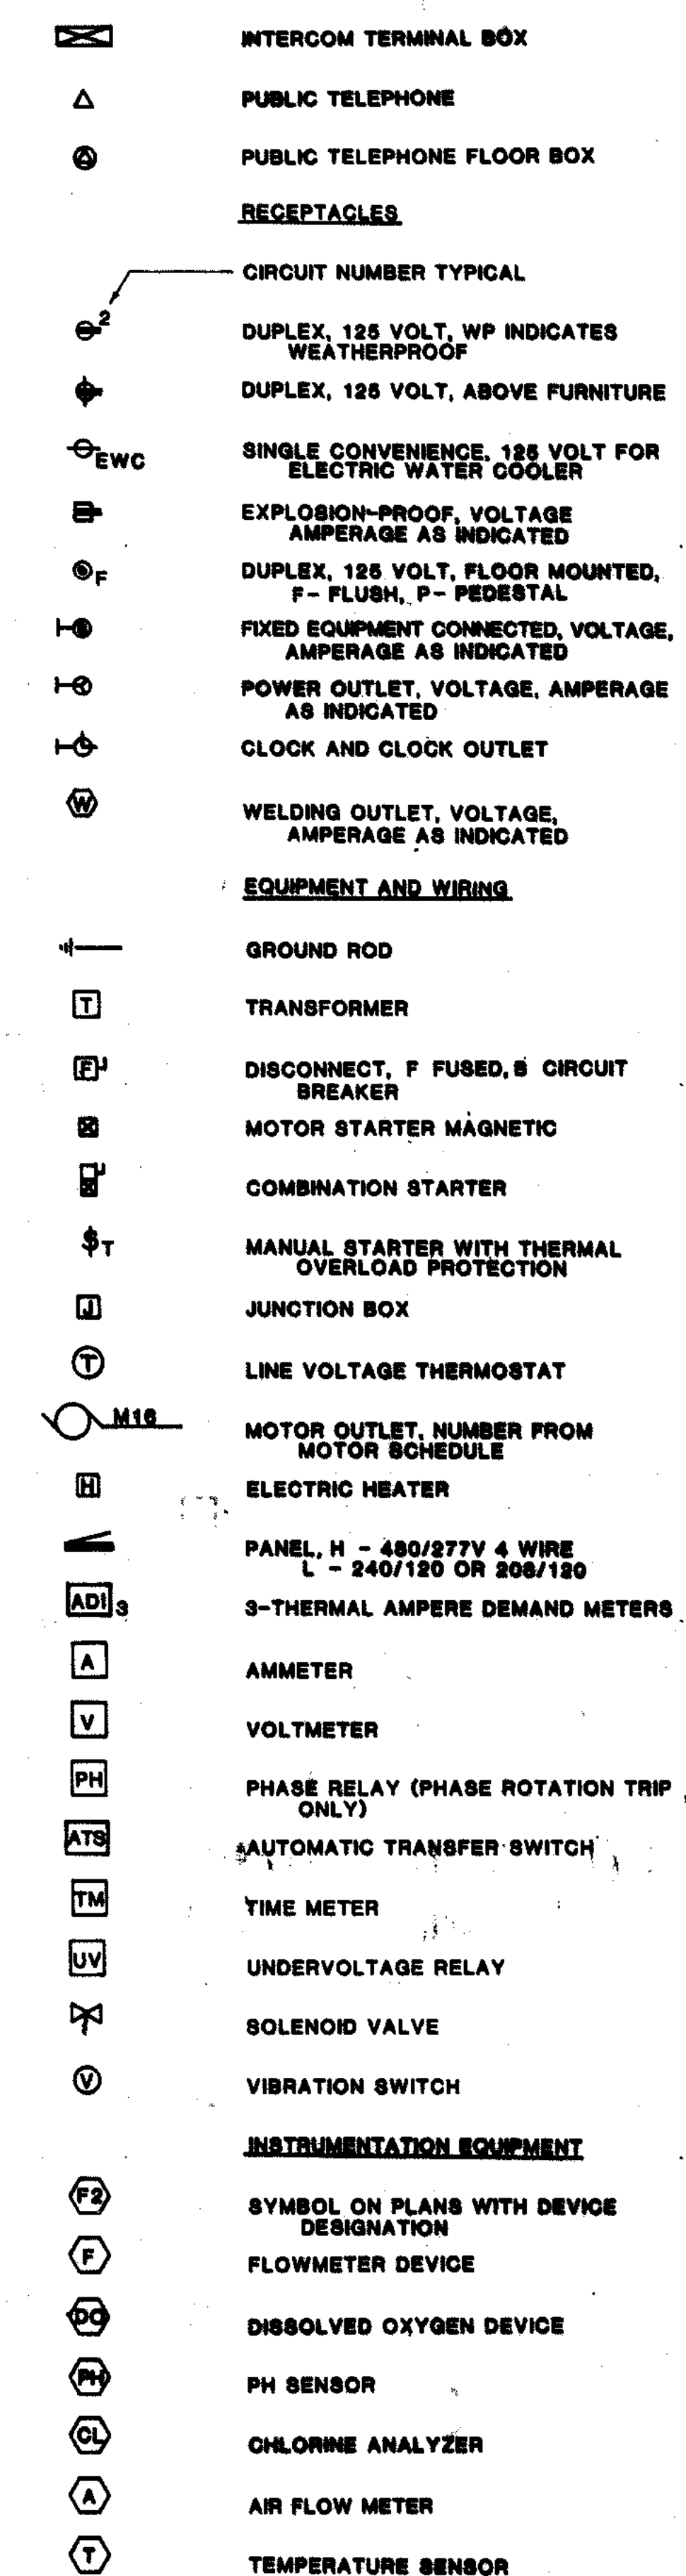 INTERCOM TERMINAL BOX
PUBLIC TELEPHONE
PUBLIC TELEPHONE FLOOR BOX
RECEPTACLES
CIRCUIT NUMBER TYPICAL
2 DUPLEX, 125 VOLT, WP INDICATES
WEATHERPROOF
DUPLEX, 125 VOLT, ABOVE FURNITURE
EWC SINGLE CONVENIENCE, 125 VOLT FOR
ELECTRIC WATER COOLER
EXPLOSION-PROOF, VOLTAGE
AMPERAGE AS INDICATED
F DUPLEX, 125 VOLT, FLOOR MOUNTED,
F- FLUSH, P- PEDESTAL
FIXED EQUIPMENT CONNECTED, VOLTAGE,
AMPERAGE AS INDICATED
POWER OUTLET, VOLTAGE, AMPERAGE
AS INDICATED
CLOCK AND CLOCK OUTLET
W WELDING OUTLET, VOLTAGE,
AMPERAGE AS INDICATED
EQUIPMENT AND WIRING
GROUND ROD
T TRANSFORMER
F DISCONNECT, F FUSED, B CIRCUIT
BREAKER
MOTOR STARTER MAGNETIC
COMBINATION STARTER
$T MANUAL STARTER WITH THERMAL
OVERLOAD PROTECTION
J JUNCTION BOX
T LINE VOLTAGE THERMOSTAT
M16 MOTOR OUTLET, NUMBER FROM
MOTOR SCHEDULE
H ELECTRIC HEATER
PANEL, H - 480/277V 4 WIRE
L - 240/120 OR 208/120
ADI 3 3-THERMAL AMPERE DEMAND METERS
A AMMETER
V VOLTMETER
PH PHASE RELAY (PHASE ROTATION TRIP
ONLY)
ATS AUTOMATIC TRANSFER SWITCH
TM TIME METER
UV UNDERVOLTAGE RELAY
SOLENOID VALVE
V VIBRATION SWITCH
INSTRUMENTATION EQUIPMENT
F2 SYMBOL ON PLANS WITH DEVICE
DESIGNATION
F FLOWMETER DEVICE
DO DISSOLVED OXYGEN DEVICE
PH PH SENSOR
CL CHLORINE ANALYZER
A AIR FLOW METER
T TEMPERATURE SENSOR